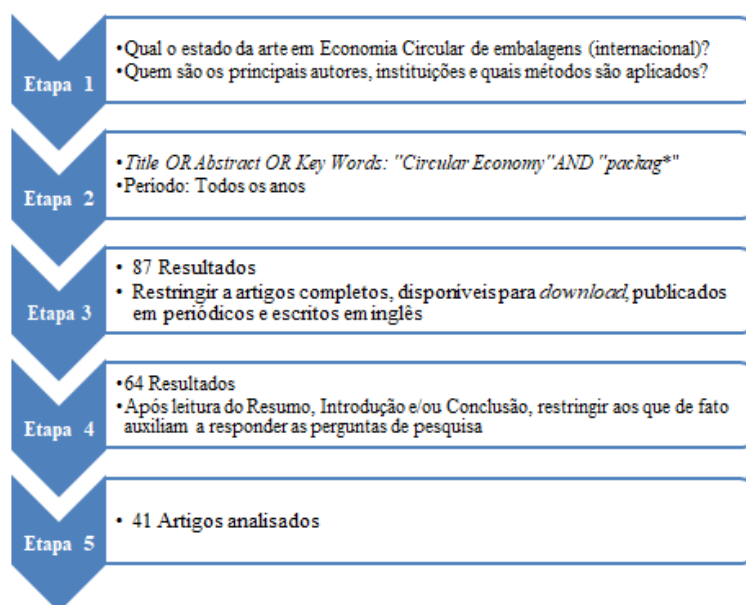 Etapa 1
•Qual o estado da arte em Economia Circular de embalagens (internacional)?
•Quem são os principais autores, instituições e quais métodos são aplicados?
Etapa 2
•Title OR Abstract OR Key Words: "Circular Economy"AND "packag*"
•Período: Todos os anos
Etapa 3
• 87 Resultados
• Restringir a artigos completos, disponíveis para download, publicados
em periódicos e escritos em inglês
Etapa 4
•64 Resultados
•Após leitura do Resumo, Introdução e/ou Conclusão, restringir aos que de fato
auxiliam a responder as perguntas de pesquisa
Etapa 5
• 41 Artigos analisados